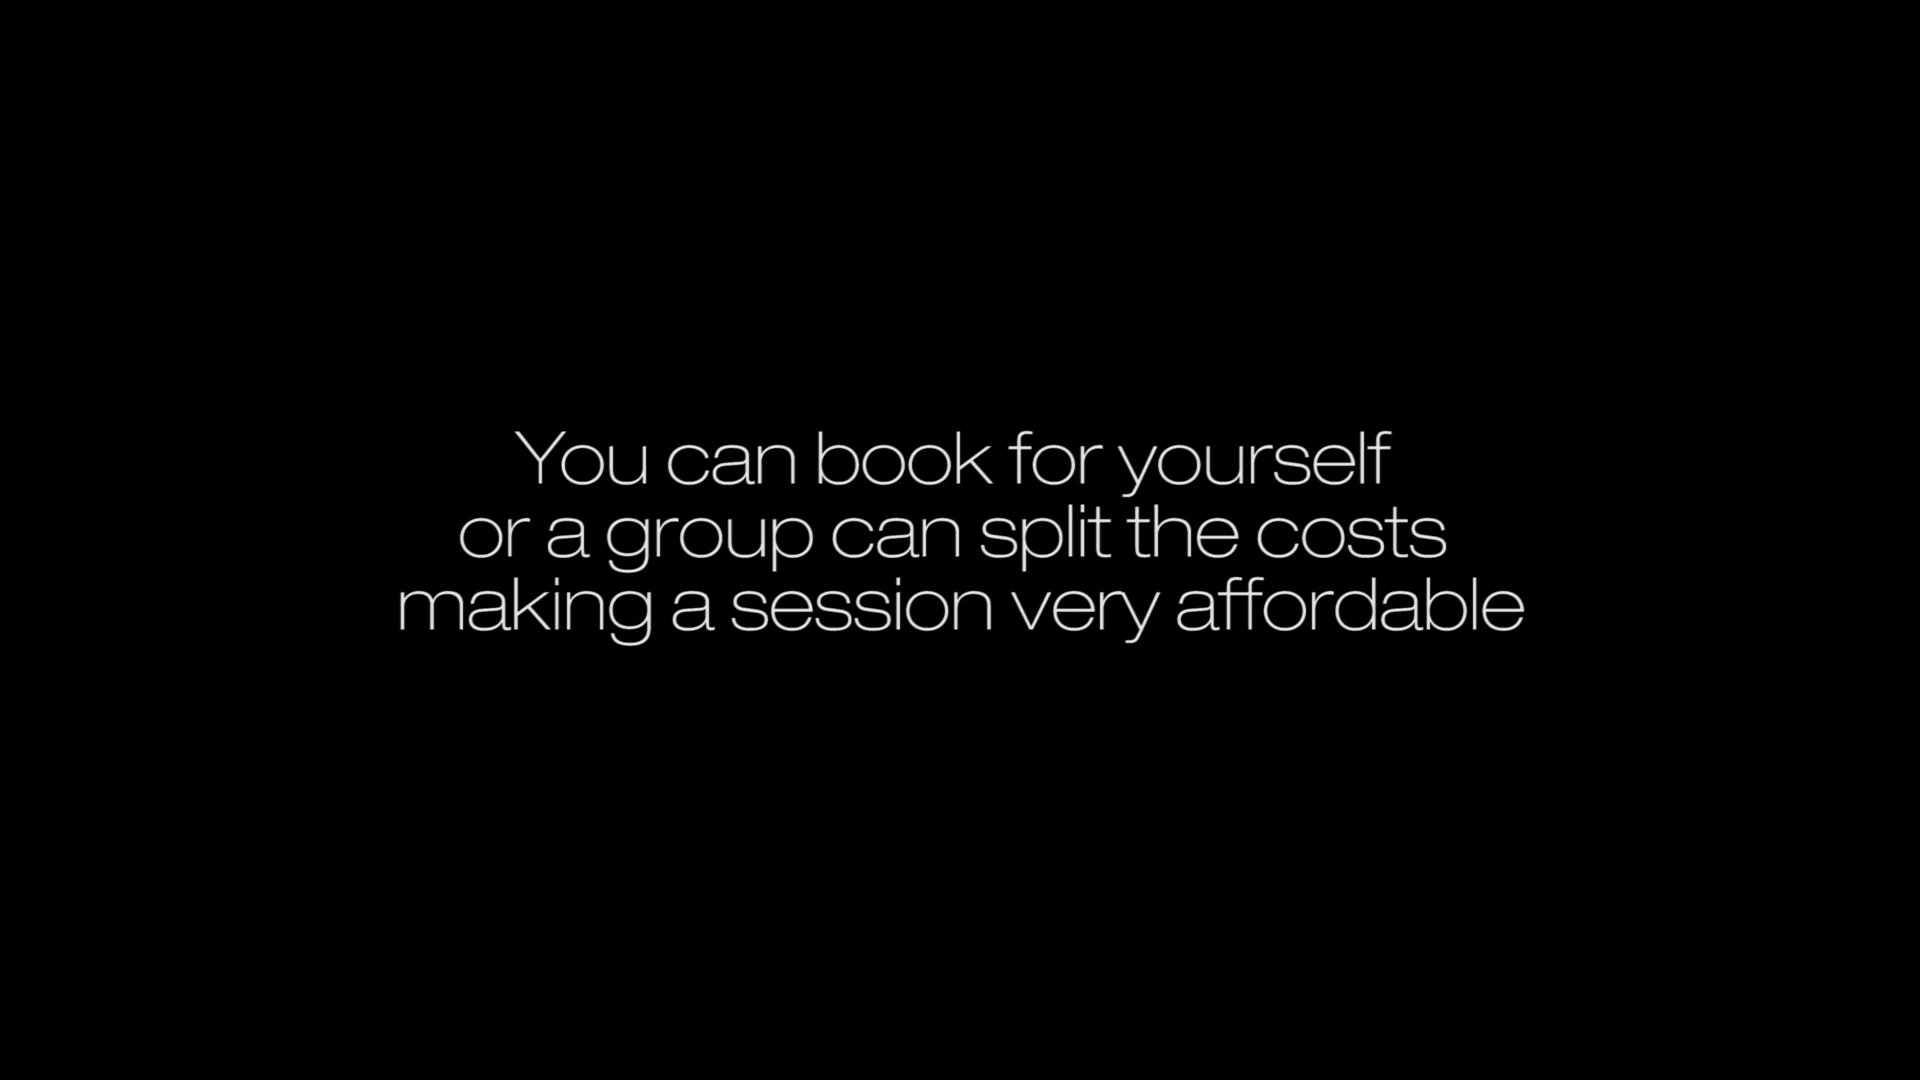 You can book for yourself
or a group can split the costs
making a session very affordable